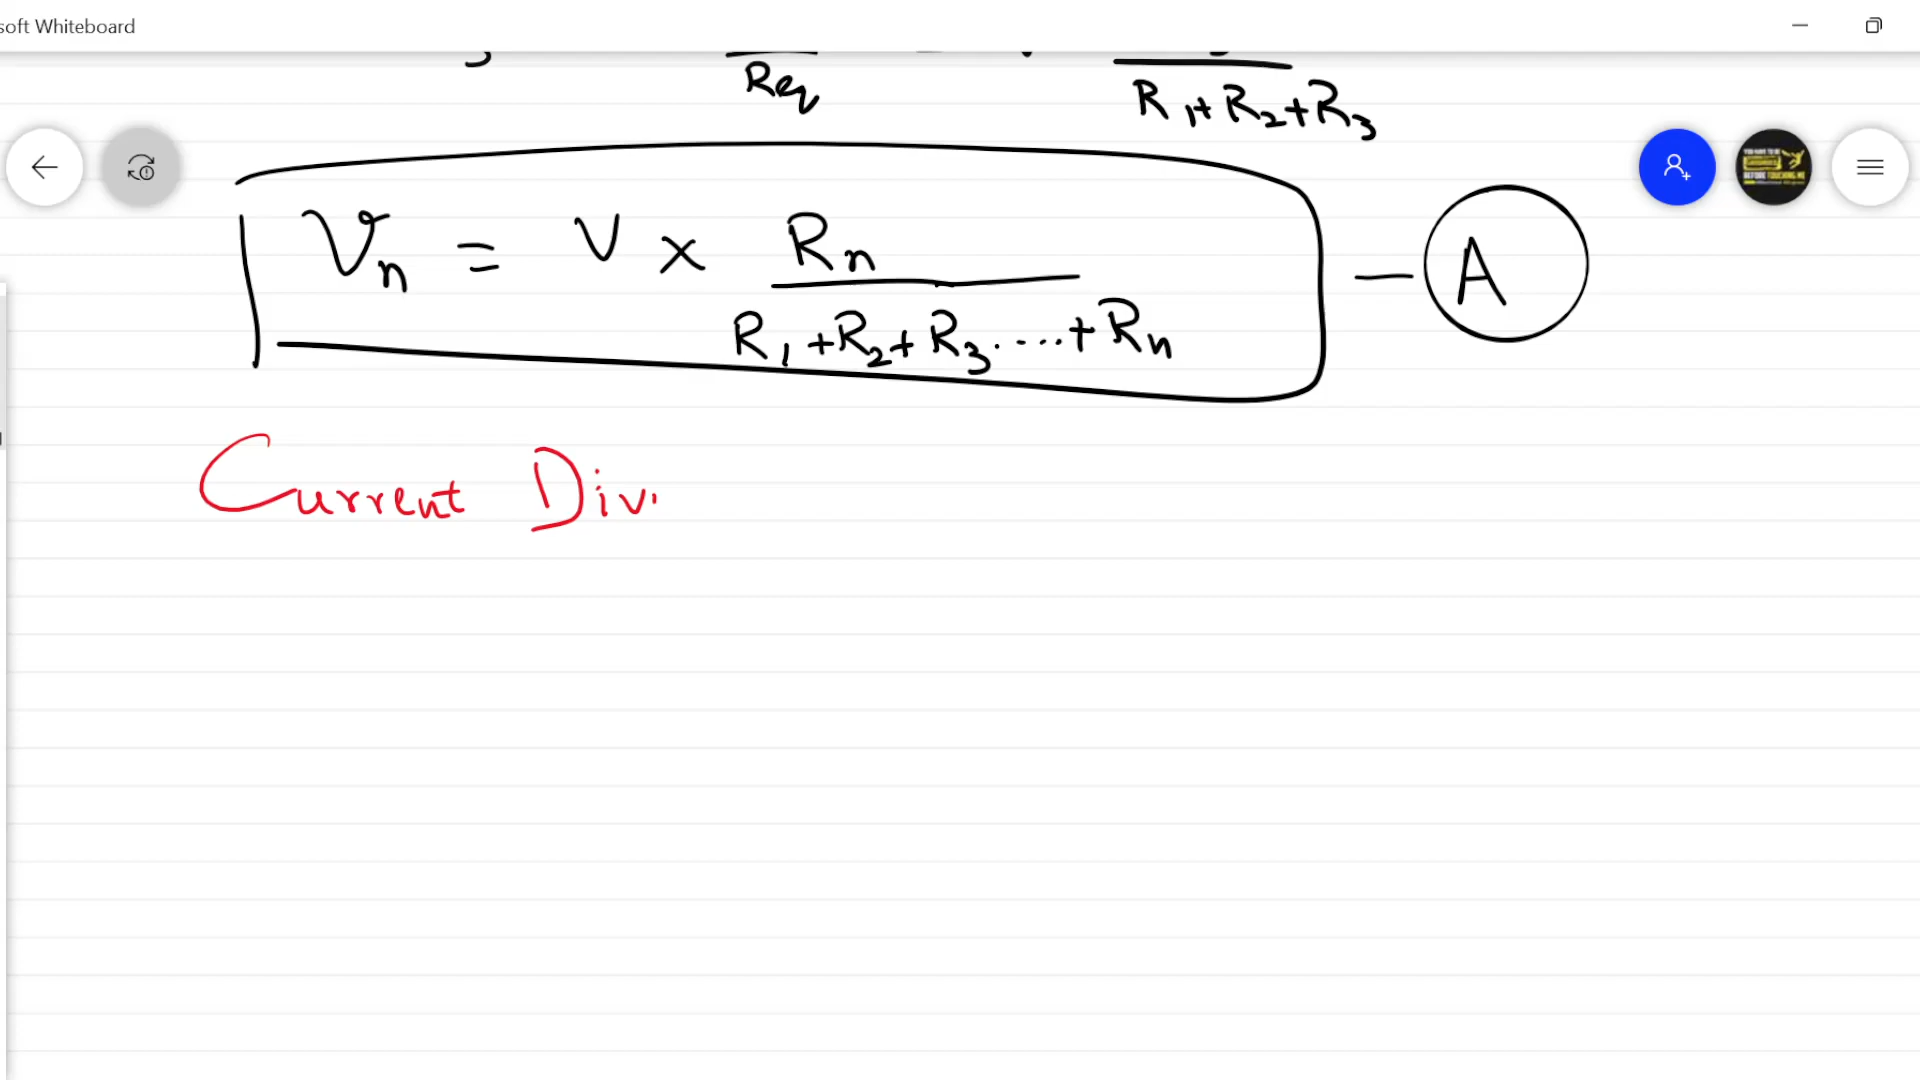 soft Whiteboard
Req R1+R2+R3
Vn = V x Rn
R1+R2+R3.....+Rn
— A
Current Div